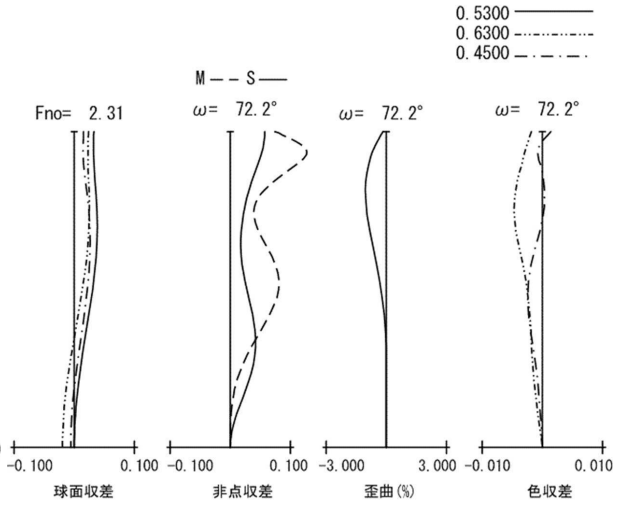 0.5300
0.6300
0.4500
M S
Fno= 2.31
ω= 72.2°
ω= 72.2°
ω= 72.2°
-0.100 0.100
-0.100 0.100
-3.000 3.000
-0.010 0.010
球面収差
非点収差
歪曲(%)
色収差